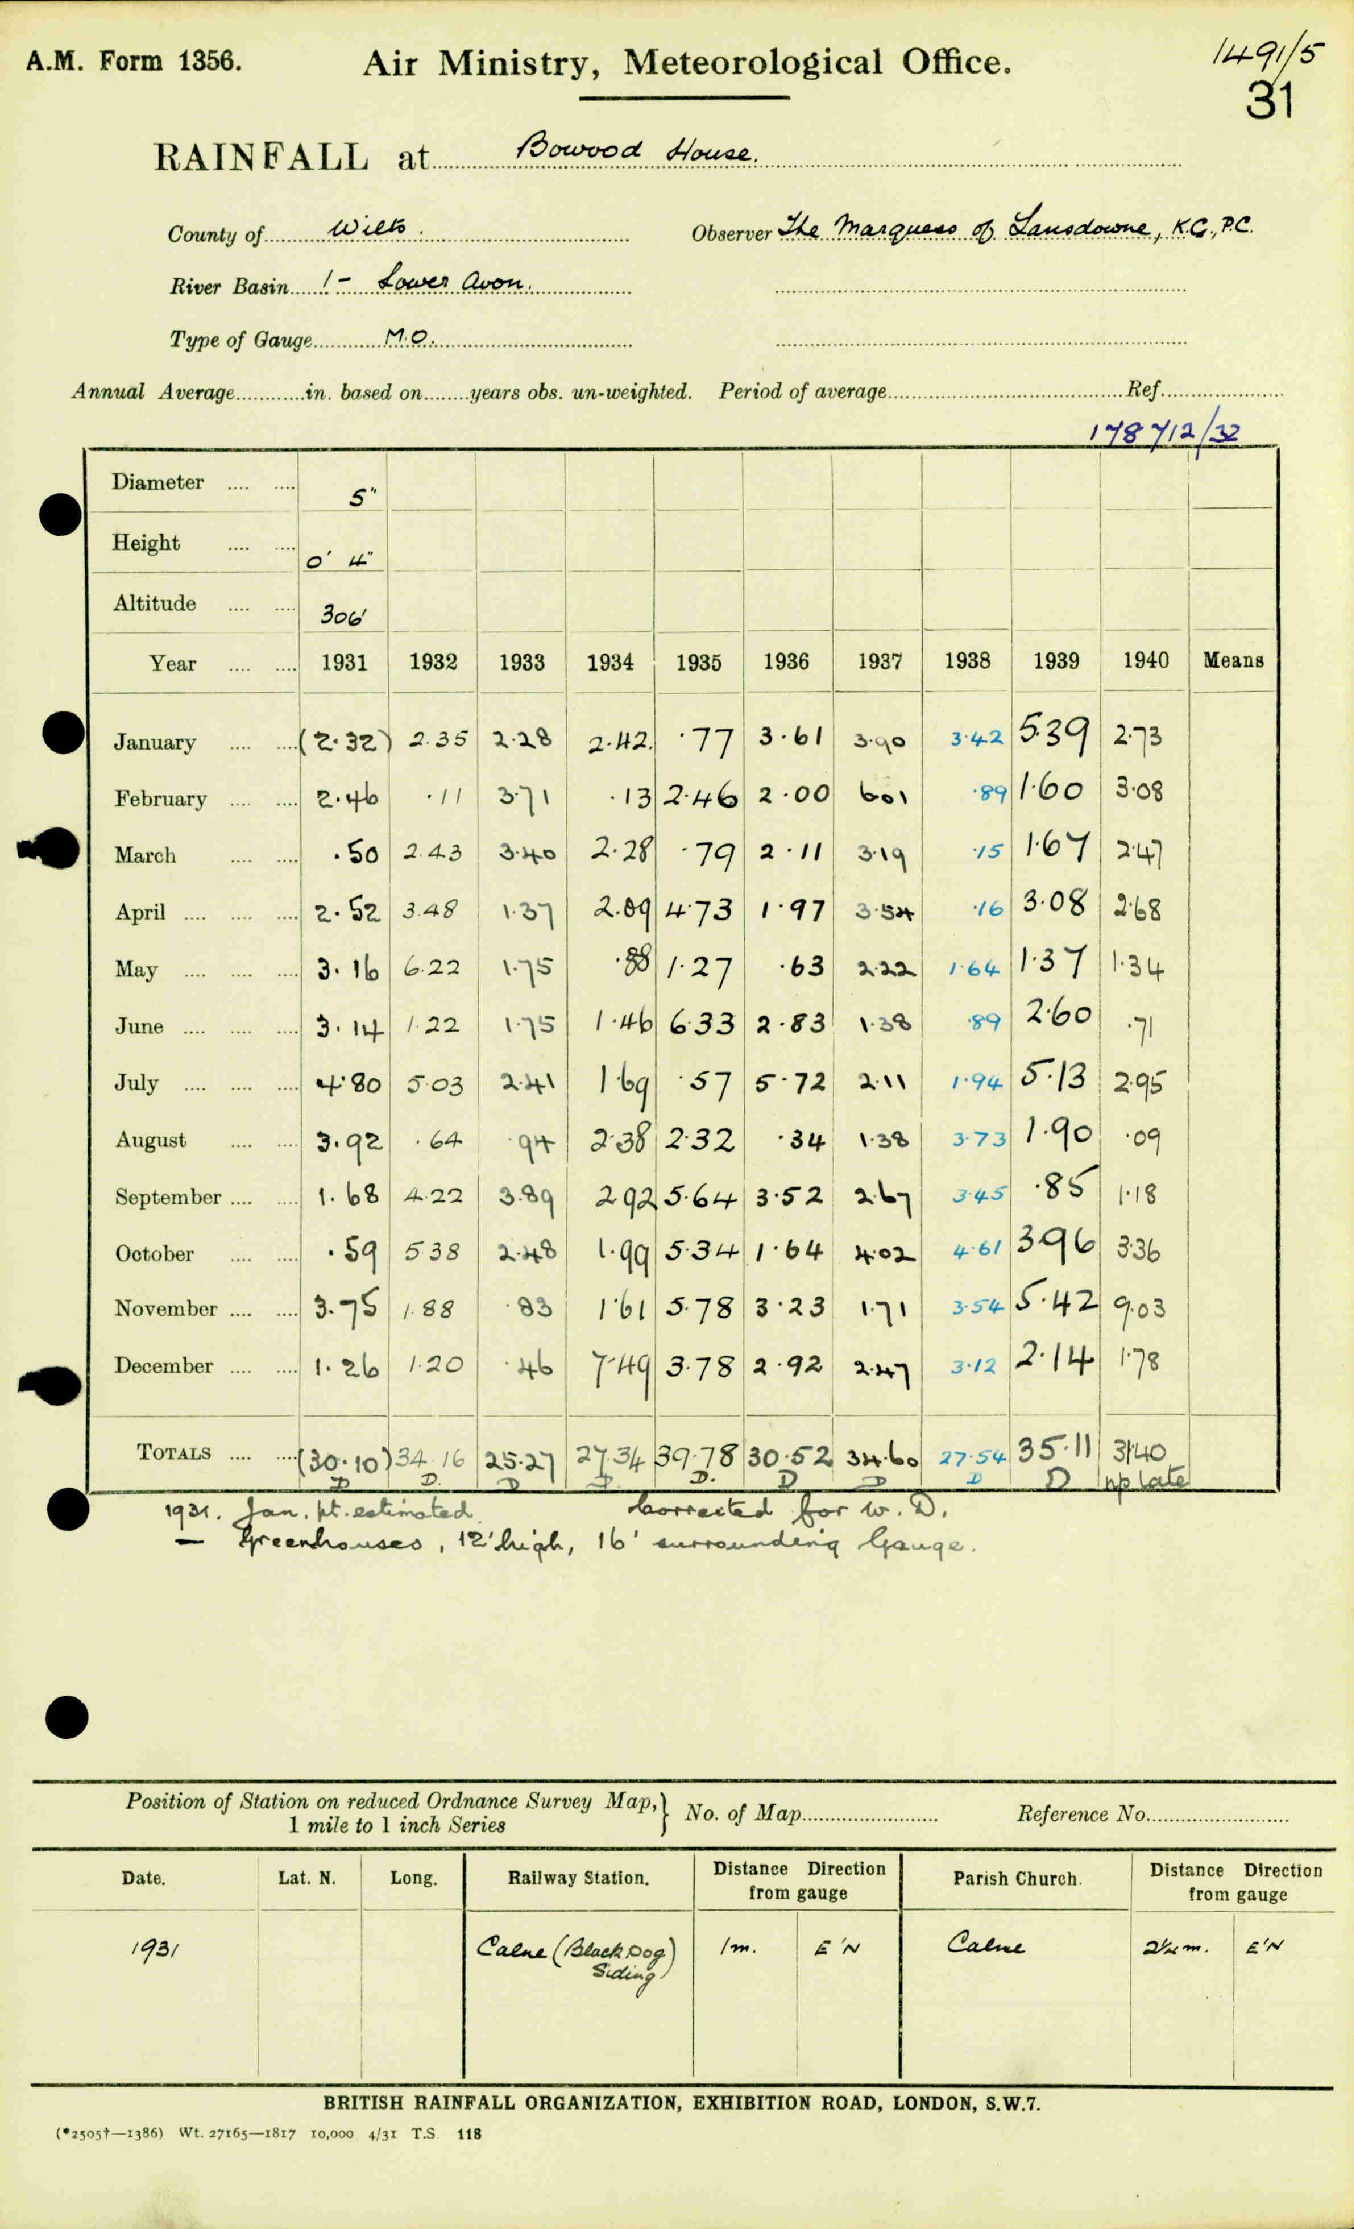 A.M. Form 1356. Air Ministry, Meteorological Office. 1491/5
31
RAINFALL at Bowood House.
County of Wilts. Observer The Marquess of Lansdowne, K.G., P.C.
River Basin 1- Lower Avon.
Type of Gauge M.O.
Annual Average in. based on years obs. un-weighted. Period of average Ref.
178712/32
Diameter 5"
Height 0' 4"
Altitude 306'
Year 1931 1932 1933 1934 1935 1936 1937 1938 1939 1940 Means
January (2.32) 2.35 2.28 2.42. .77 3.61 3.90 3.42 5.39 2.73
February 2.46 .11 3.71 .13 2.46 2.00 6.01 .89 1.60 3.08
March .50 2.43 3.40 2.28 .79 2.11 3.19 .15 1.67 2.47
April 2.52 3.48 1.37 2.09 4.73 1.97 3.54 .16 3.08 2.68
May 3.16 6.22 1.75 .88 1.27 .63 2.22 1.64 1.37 1.34
June 3.14 1.22 1.75 1.46 6.33 2.83 1.38 .89 2.60 .71
July 4.80 5.03 2.41 1.69 .57 5.72 2.11 1.94 5.13 2.95
August 3.92 .64 .94 2.38 2.32 .34 1.38 3.73 1.90 .09
September 1.68 4.22 3.89 2.92 5.64 3.52 2.67 3.45 .85 1.18
October .59 5.38 2.48 1.99 5.34 1.64 4.02 4.61 3.96 3.36
November 3.75 1.88 .83 1.61 5.78 3.23 1.71 3.54 5.42 9.03
December 1.26 1.20 .46 7.49 3.78 2.92 2.47 3.12 2.14 1.78
TOTALS (30.10) 34.16 25.27 27.34 39.78 30.52 34.60 27.54 35.11 31.40
D D. D D. D. D D D D np late
1931. Jan. pt. estimated. Corrected for w. D.
— Greenhouses, 12' high, 16' surrounding Gauge.
Position of Station on reduced Ordnance Survey Map,} No. of Map Reference No.
1 mile to 1 inch Series
Date. Lat. N. Long. Railway Station. Distance Direction from gauge Parish Church. Distance Direction from gauge
1931 Calne (Black Dog Siding) 1m. E'N Calne 2¼m. E'N
BRITISH RAINFALL ORGANIZATION, EXHIBITION ROAD, LONDON, S.W.7.
(*2505†—1386) Wt. 27165—1817 10,000 4/31 T.S. 118